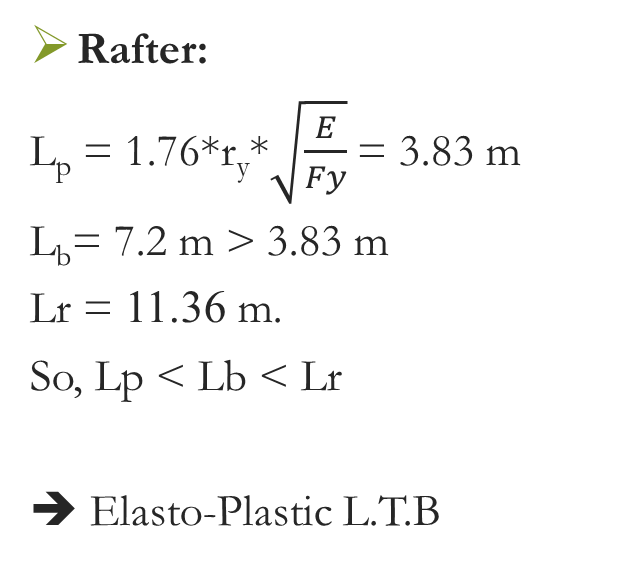 ➢ Rafter:
Lp = 1.76*ry*√(E/Fy) = 3.83 m
Lb= 7.2 m > 3.83 m
Lr = 11.36 m.
So, Lp < Lb < Lr
➔ Elasto-Plastic L.T.B